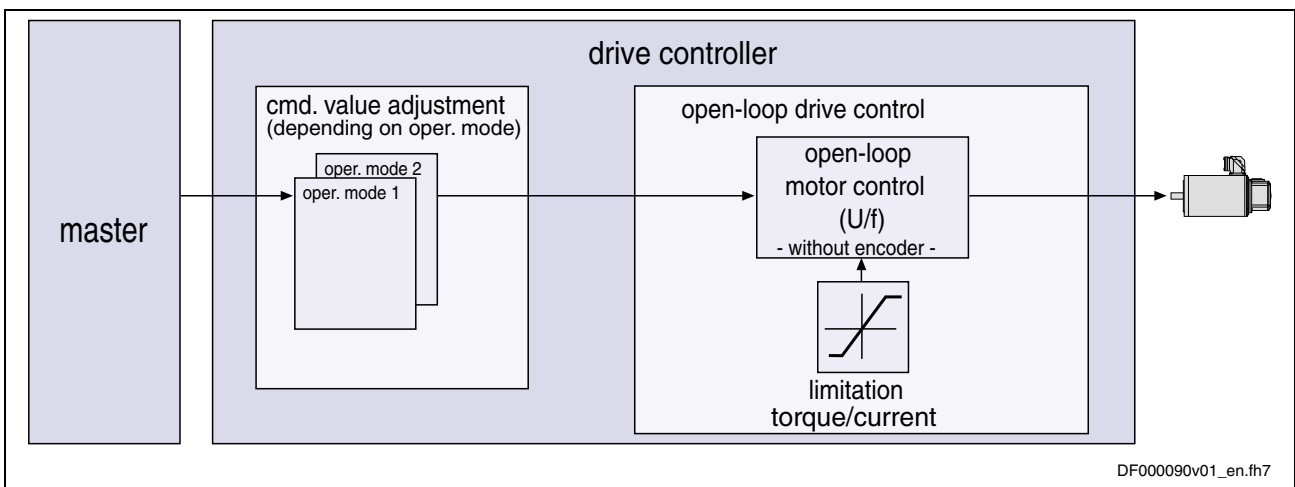 drive controller
master
cmd. value adjustment
(depending on oper. mode)
oper. mode 2
oper. mode 1
open-loop drive control
open-loop
motor control
(U/f)
- without encoder -
limitation
torque/current
DF000090v01_en.fh7